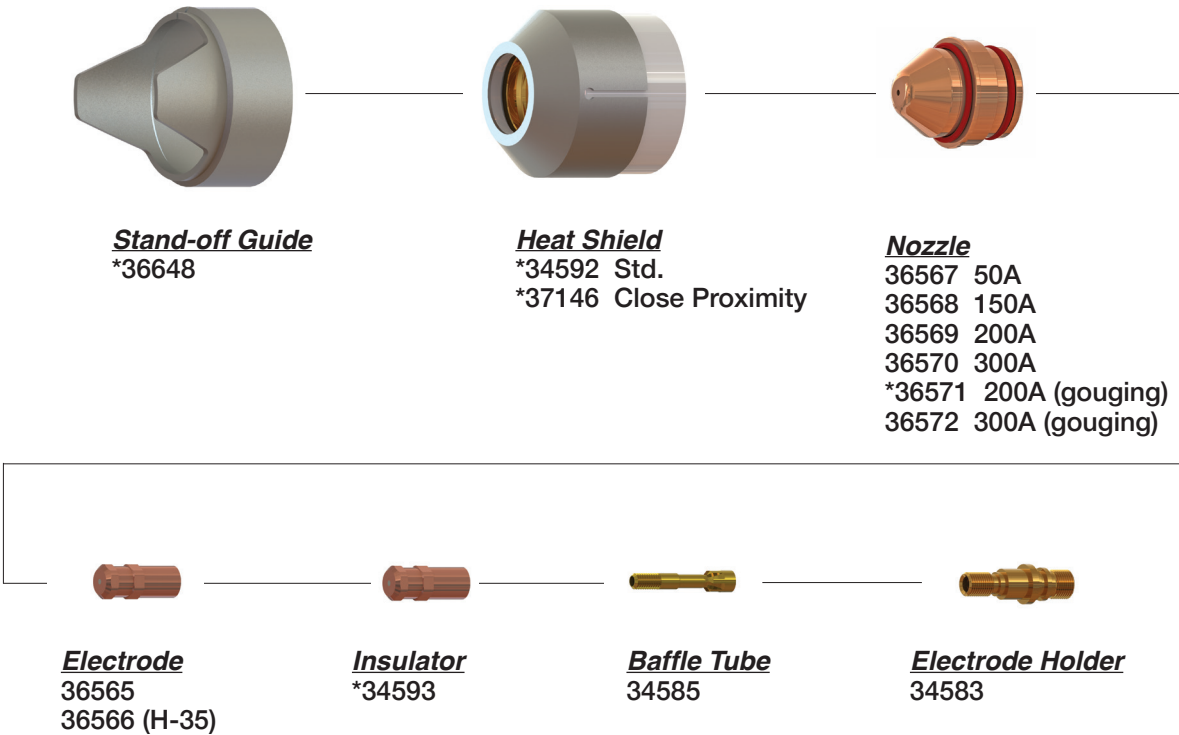 Stand-off Guide
*36648
Heat Shield
*34592 Std.
*37146 Close Proximity
Nozzle
36567 50A
36568 150A
36569 200A
36570 300A
*36571 200A (gouging)
36572 300A (gouging)
Electrode
36565
36566 (H-35)
Insulator
*34593
Baffle Tube
34585
Electrode Holder
34583